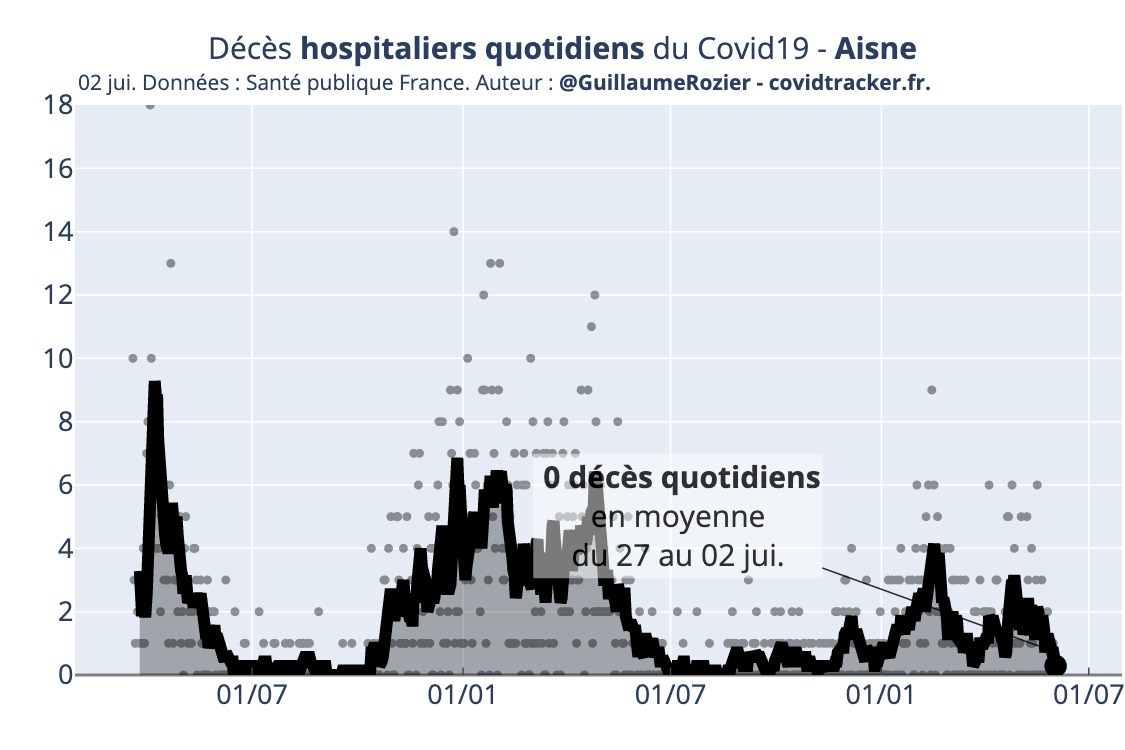 Décès hospitaliers quotidiens du Covid19 - Aisne
02 jui. Données : Santé publique France. Auteur : @GuillaumeRozier - covidtracker.fr.
18
16
14
12
10
8
6
4
2
0
0 décès quotidiens
en moyenne
du 27 au 02 jui.
01/07 01/01 01/07 01/01 01/07